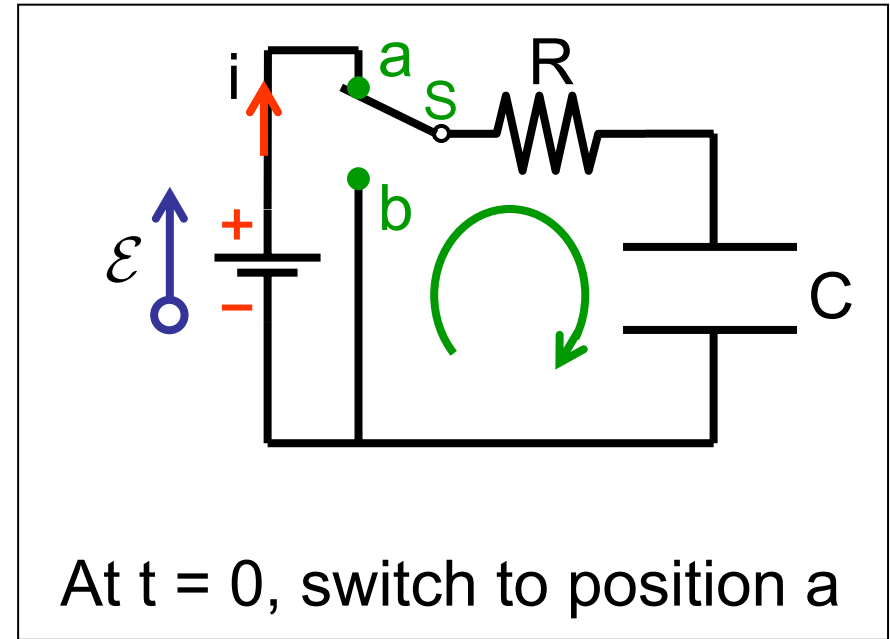 a
i
R
S
+
b
ℰ
−
C
At t = 0, switch to position a